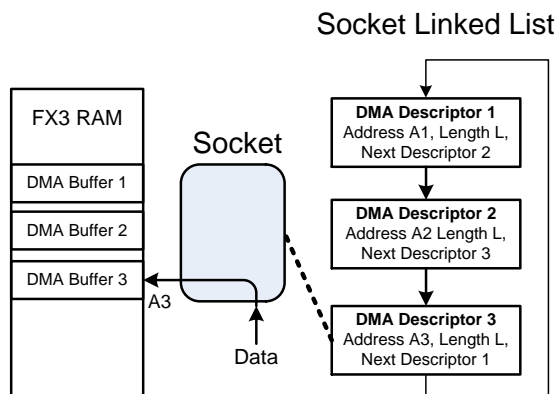 Socket Linked List
FX3 RAM
DMA Buffer 1
DMA Buffer 2
DMA Buffer 3
A3
Socket
Data
DMA Descriptor 1
Address A1, Length L,
Next Descriptor 2
DMA Descriptor 2
Address A2 Length L,
Next Descriptor 3
DMA Descriptor 3
Address A3, Length L,
Next Descriptor 1